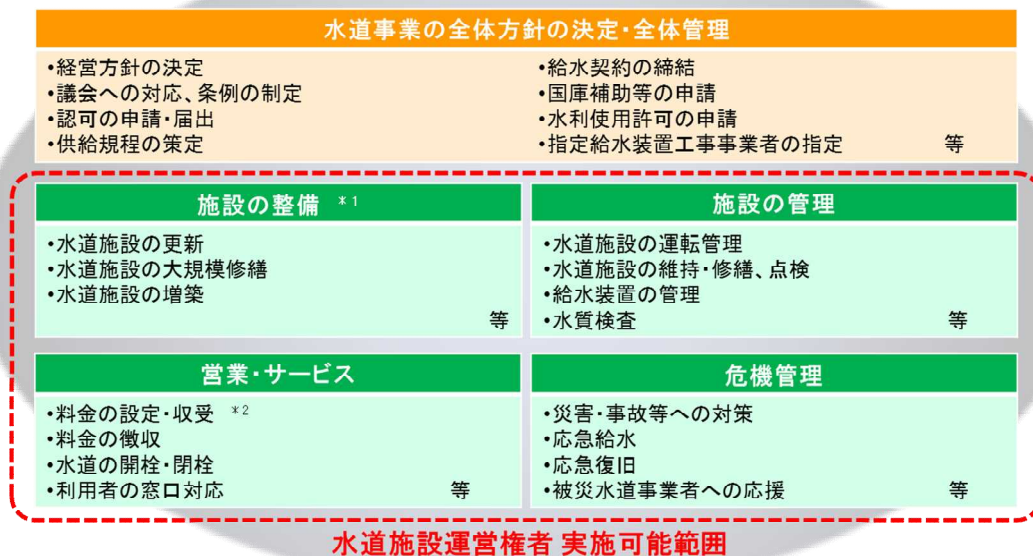 水道事業の全体方針の決定・全体管理
・経営方針の決定
・議会への対応、条例の制定
・認可の申請・届出
・供給規程の策定
・給水契約の締結
・国庫補助等の申請
・水利使用許可の申請
・指定給水装置工事事業者の指定 等
施設の整備 *1
・水道施設の更新
・水道施設の大規模修繕
・水道施設の増築
等
施設の管理
・水道施設の運転管理
・水道施設の維持・修繕、点検
・給水装置の管理
・水質検査 等
営業・サービス
・料金の設定・収受 *2
・料金の徴収
・水道の開栓・閉栓
・利用者の窓口対応 等
危機管理
・災害・事故等への対策
・応急給水
・応急復旧
・被災水道事業者への応援 等
水道施設運営権者 実施可能範囲